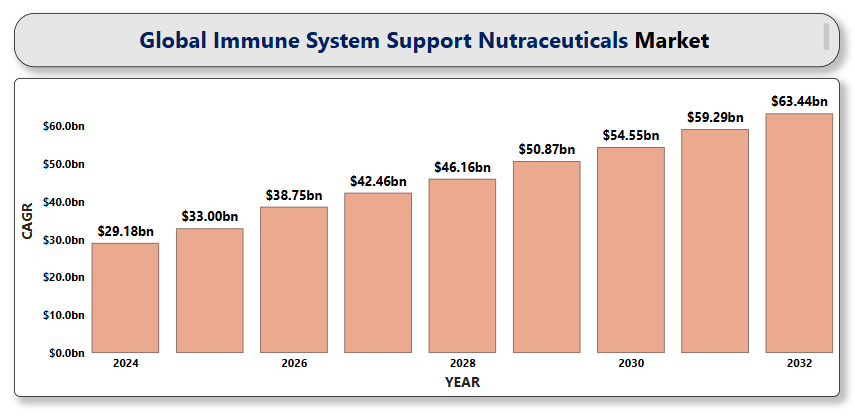 Global Immune System Support Nutraceuticals Market
$63.44bn
$59.29bn
$54.55bn
$50.87bn
$46.16bn
$42.46bn
$38.75bn
$33.00bn
$29.18bn
$60.0bn
$50.0bn
$40.0bn
$30.0bn
$20.0bn
$10.0bn
$0.0bn
CAGR
2024 2026 2028 2030 2032
YEAR